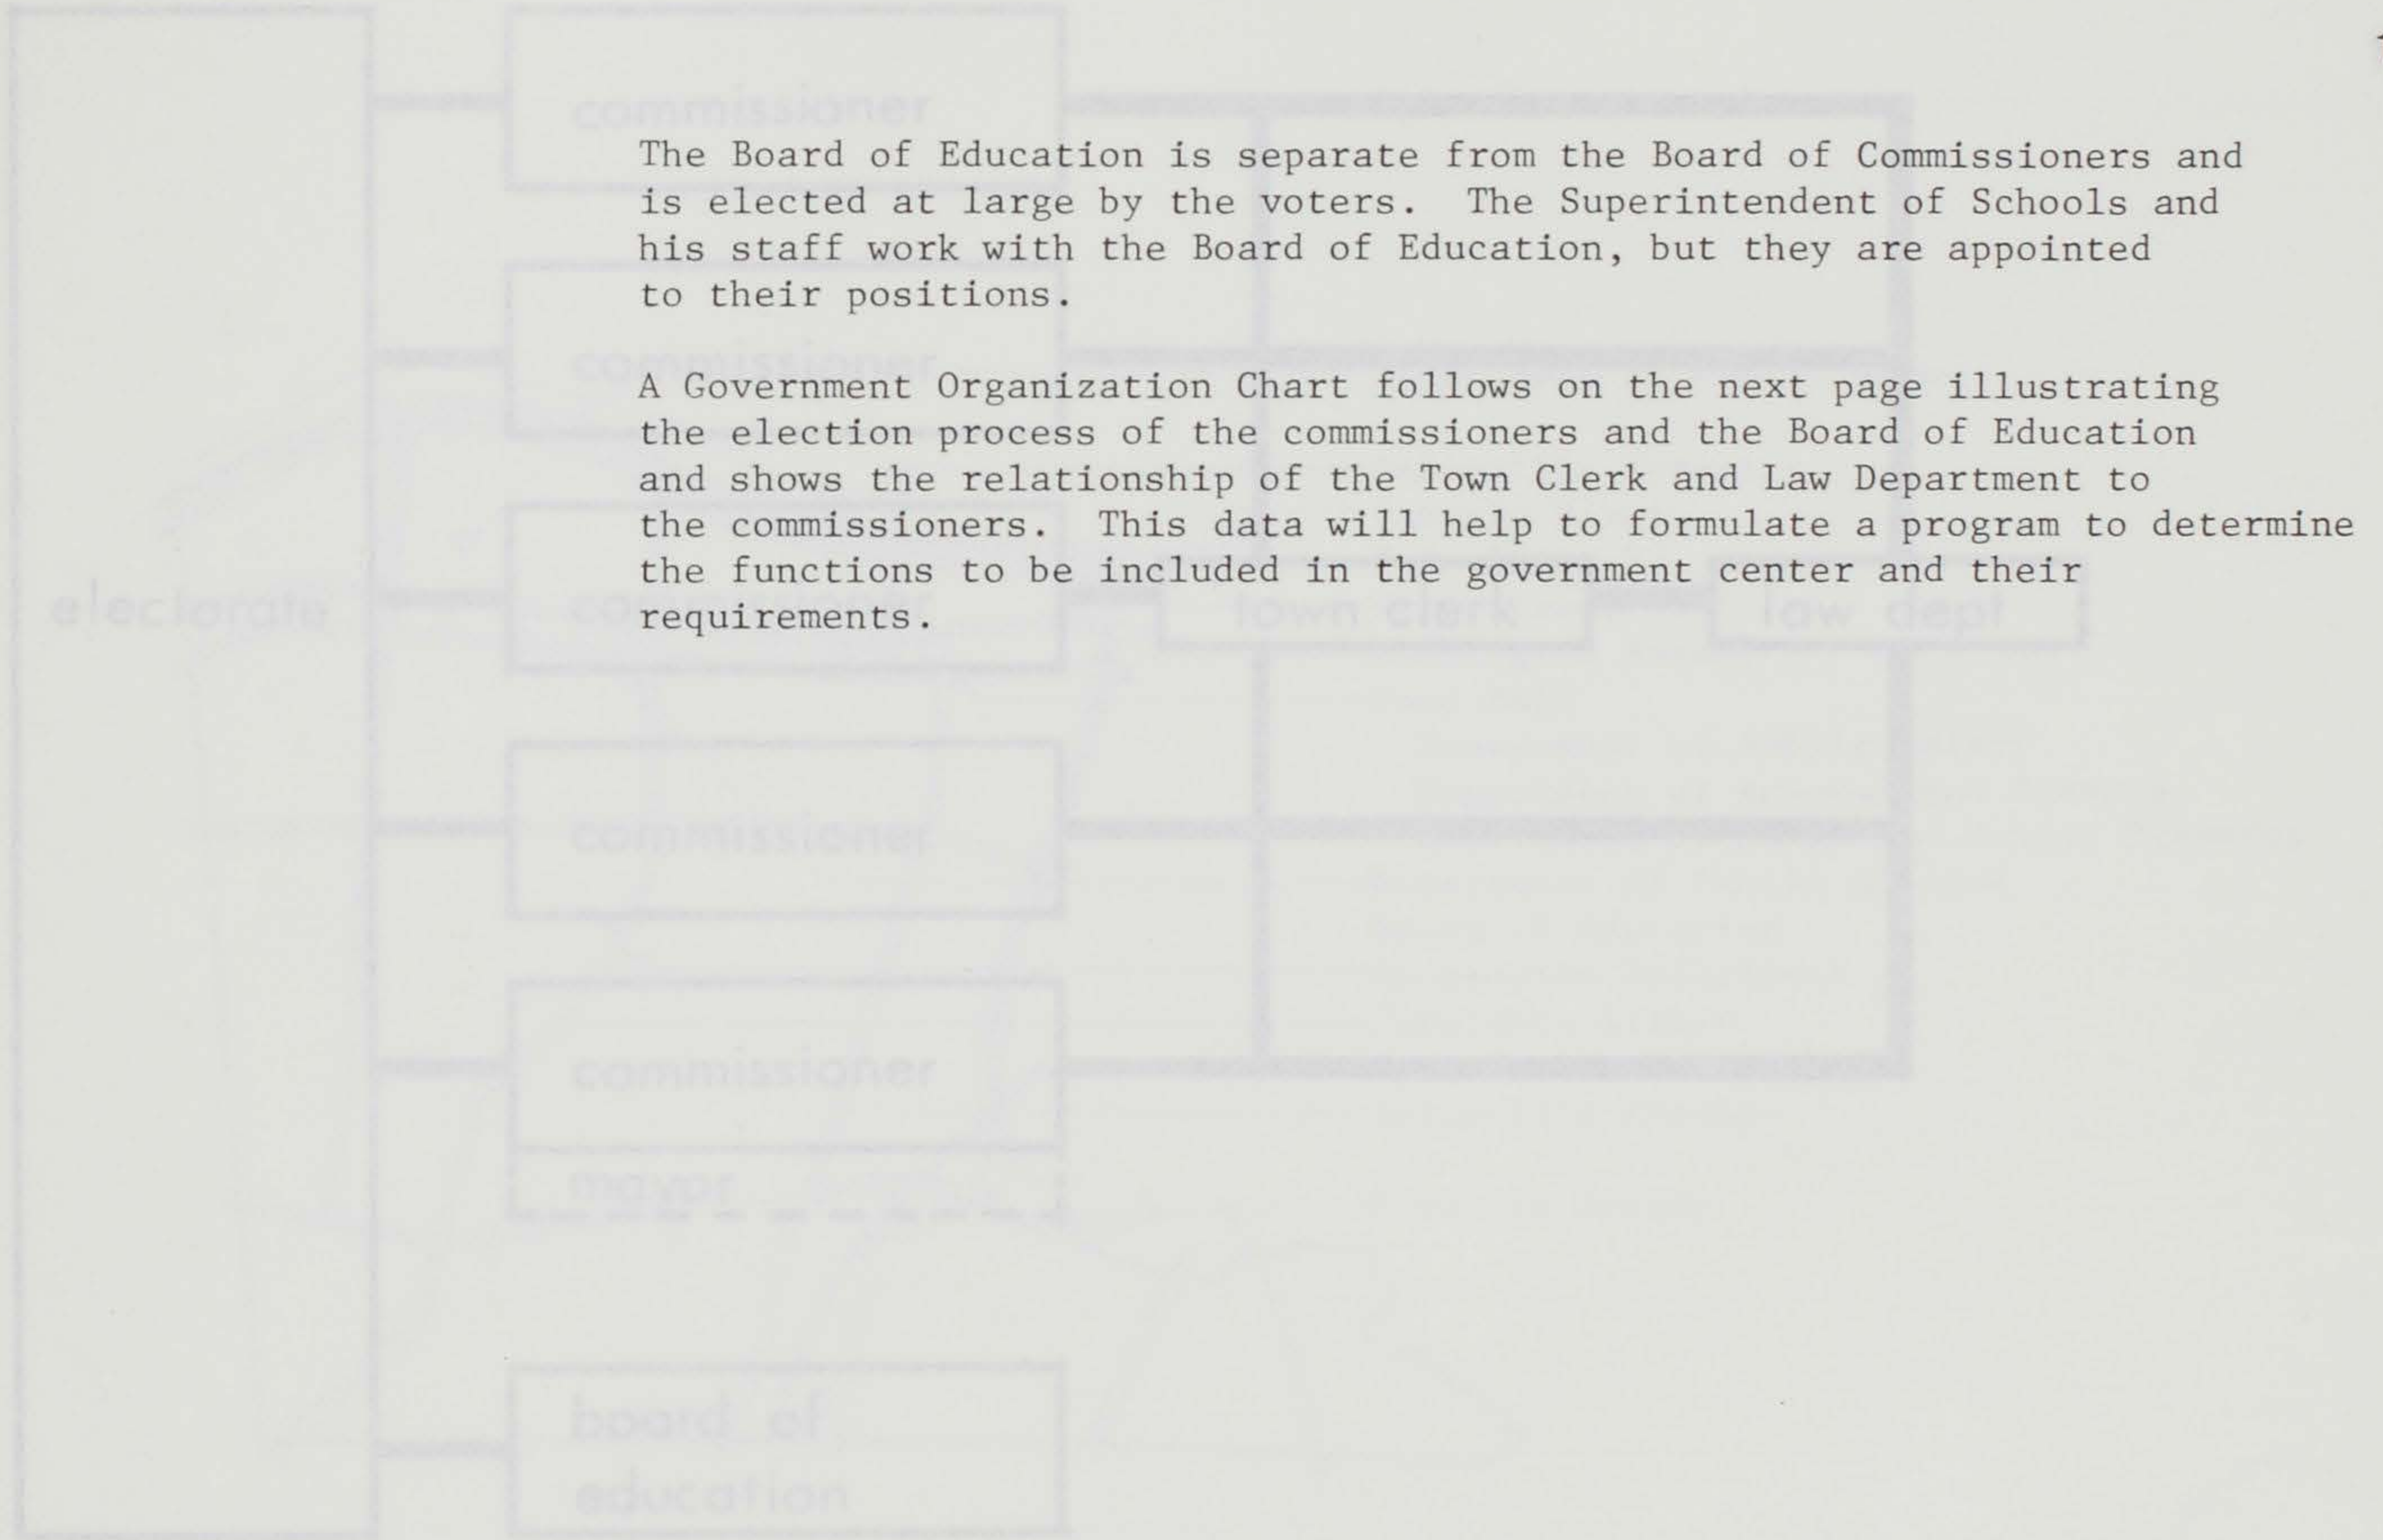 The Board of Education is separate from the Board of Commissioners and
is elected at large by the voters.  The Superintendent of Schools and
his staff work with the Board of Education, but they are appointed
to their positions.
A Government Organization Chart follows on the next page illustrating
the election process of the commissioners and the Board of Education
and shows the relationship of the Town Clerk and Law Department to
the commissioners.  This data will help to formulate a program to determine
the functions to be included in the government center and their
requirements.
commissioner
commissioner
electorate
commissioner
town clerk
law dept
commissioner
commissioner
mayor
board of
education